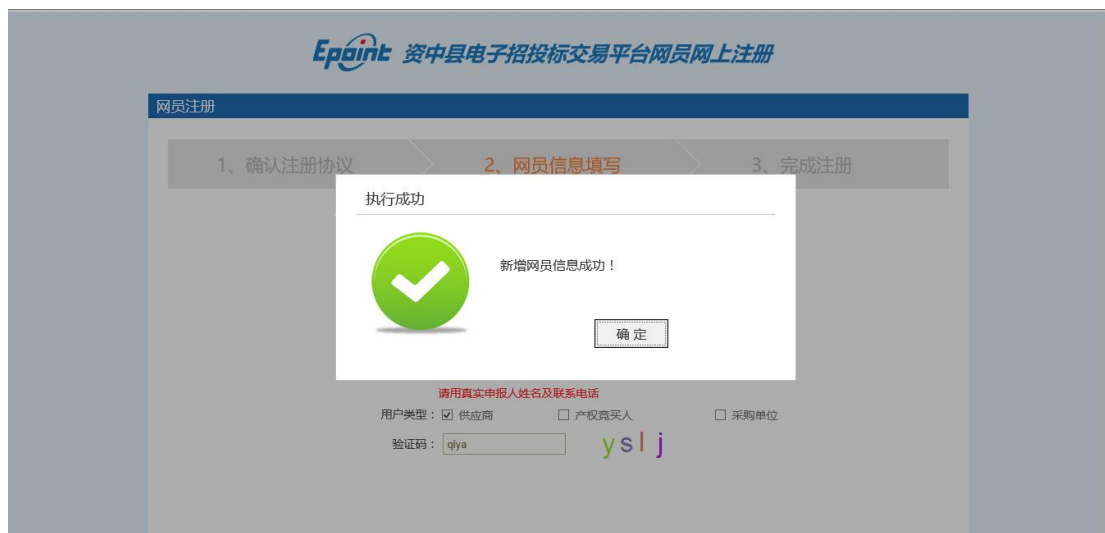 Epoint 资中县电子招投标交易平台网员网上注册
网员注册
1、确认注册协议 2、网员信息填写 3、完成注册
执行成功
新增网员信息成功！
确定
请用真实申报人姓名及联系电话
用户类型： 供应商 产权竞买人 采购单位
验证码： qiya yslj